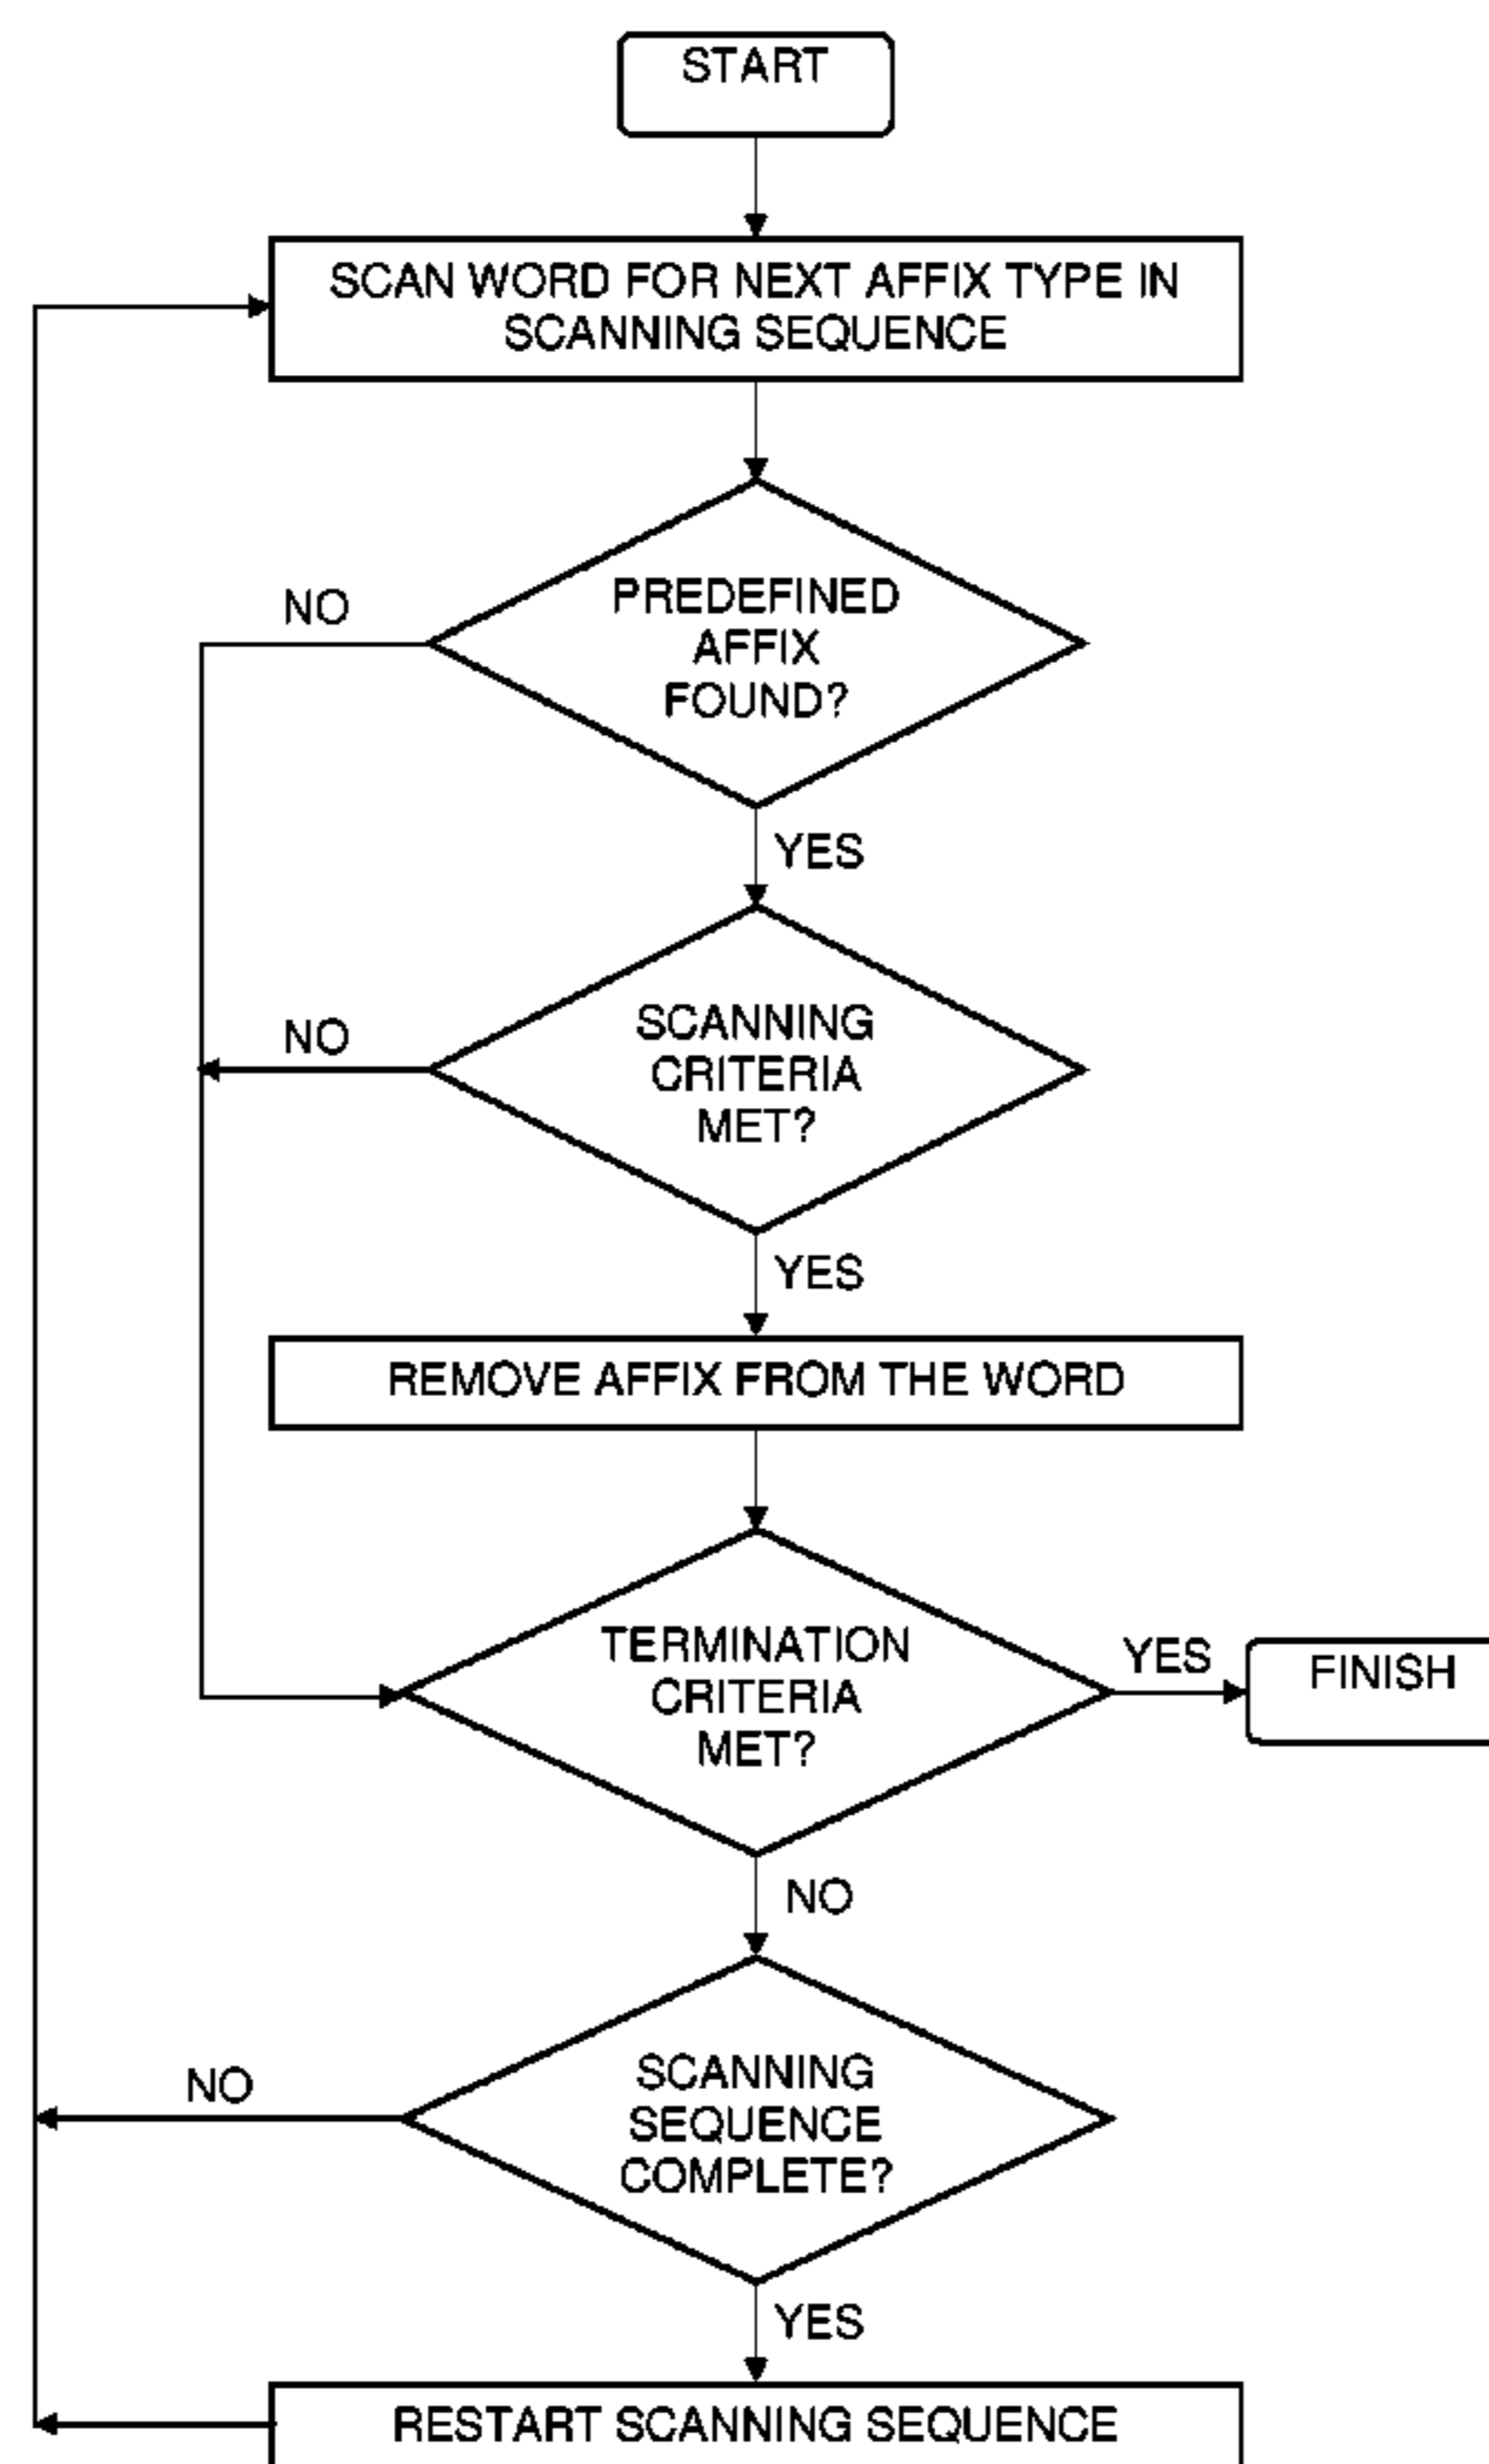 START
SCAN WORD FOR NEXT AFFIX TYPE IN
SCANNING SEQUENCE
NO
PREDEFINED
AFFIX
FOUND?
YES
NO
SCANNING
CRITERIA
MET?
YES
REMOVE AFFIX FROM THE WORD
TERMINATION
CRITERIA
MET?
YES
FINISH
NO
NO
SCANNING
SEQUENCE
COMPLETE?
YES
RESTART SCANNING SEQUENCE